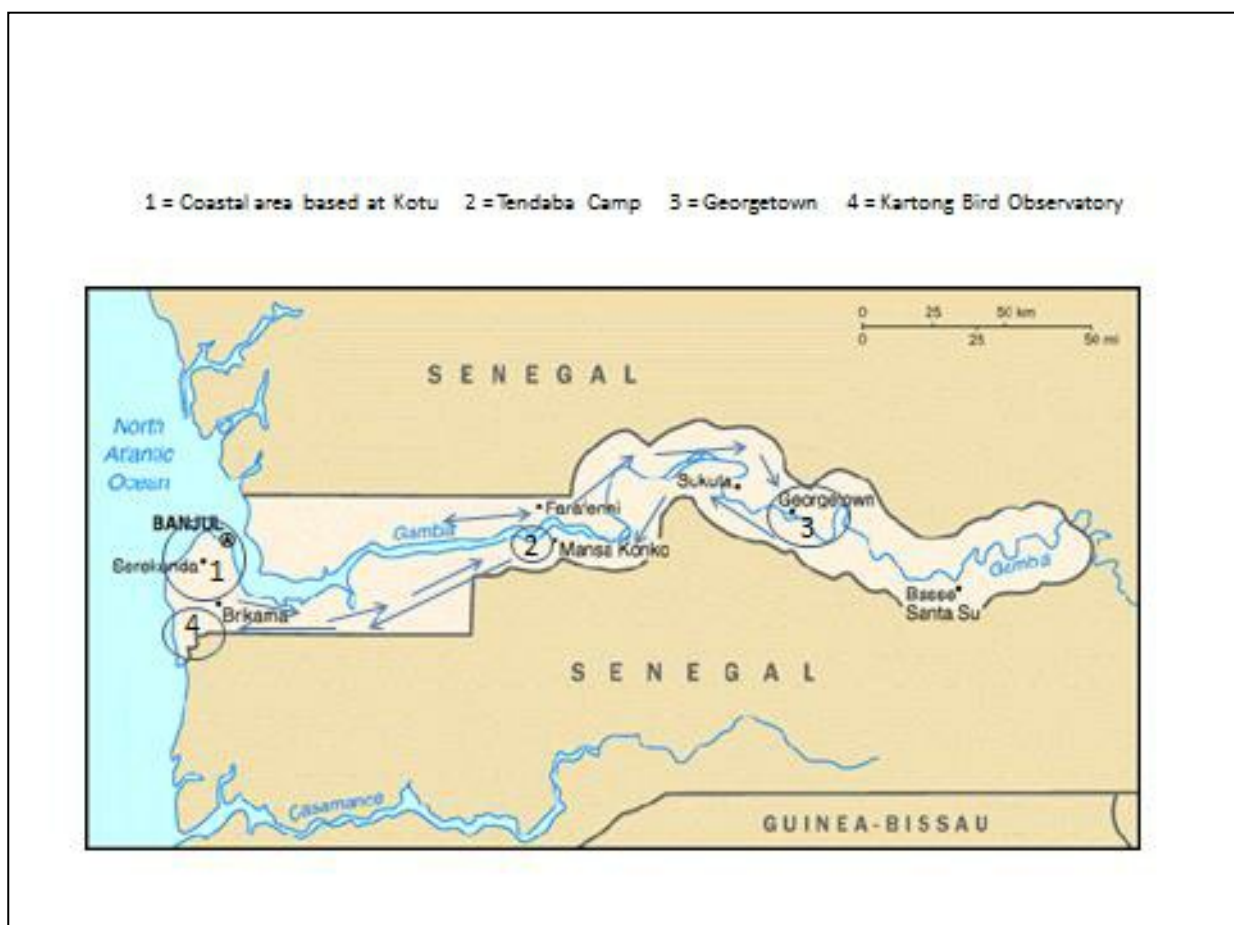 1 = Coastal area based at Kotu 2 = Tendaba Camp 3 = Georgetown 4 = Kartong Bird Observatory
0 25 50 km
0 25 50 mi
SENEGAL
North
Atlantic
Ocean
Sukuta
Georgetown
Farafenni
3
BANJUL
Gambia
2
Mansa Konko
Serekunda
1
Gambia
Basse
Santa Su
Brikama
4
SENEGAL
Casamance
GUINEA-BISSAU